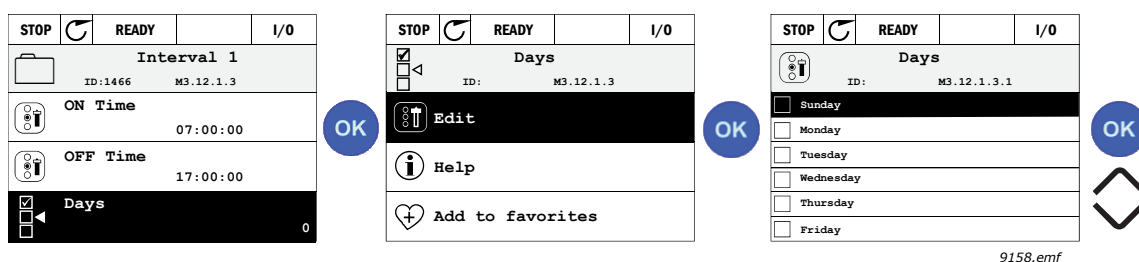 STOP READY I/O
Interval 1
ID:1466 M3.12.1.3
ON Time
07:00:00
OFF Time
17:00:00
Days
0
OK
STOP READY I/O
Days
ID: M3.12.1.3
Edit
Help
Add to favorites
OK
STOP READY I/O
Days
ID: M3.12.1.3.1
Sunday
Monday
Tuesday
Wednesday
Thursday
Friday
OK
9158.emf